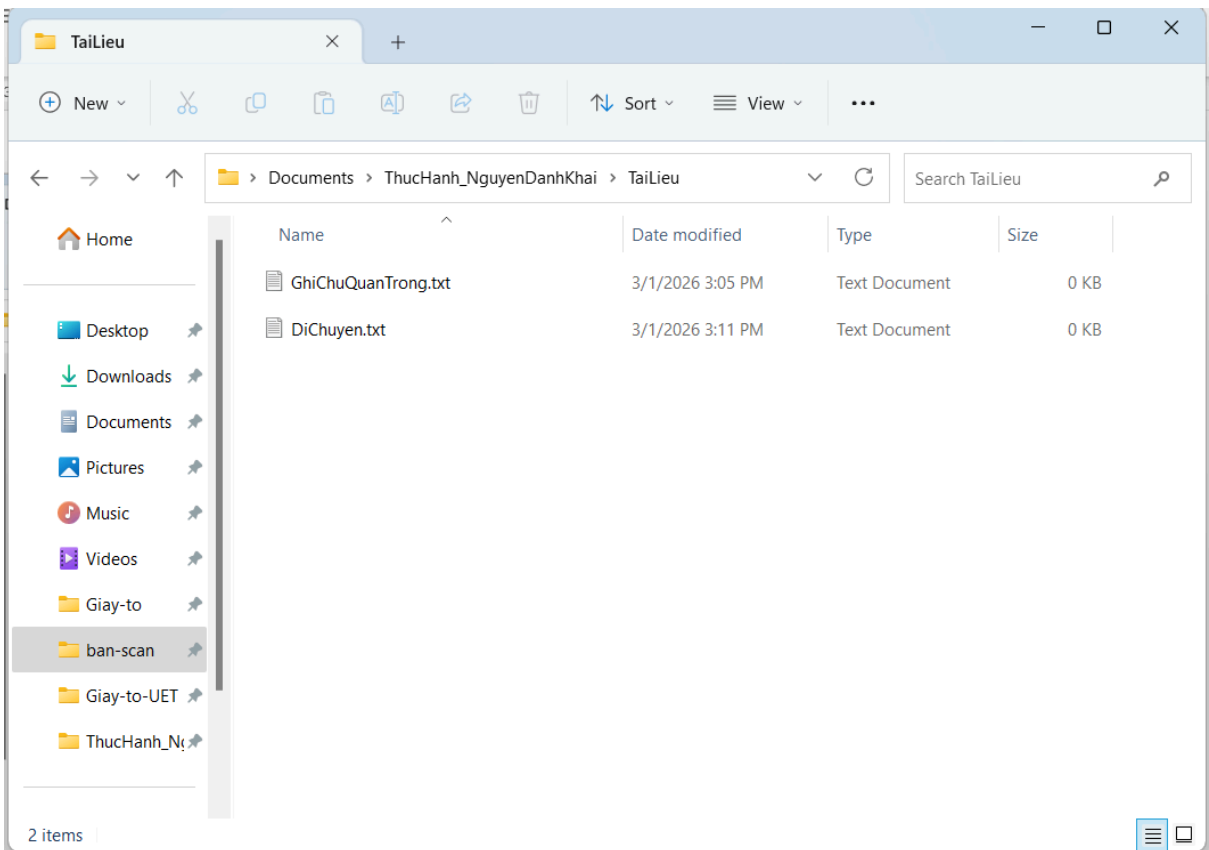 TaiLieu
New
Sort
View
Documents > ThucHanh_NguyenDanhKhai > TaiLieu
Search TaiLieu
Home
Desktop
Downloads
Documents
Pictures
Music
Videos
Giay-to
ban-scan
Giay-to-UET
ThucHanh_N
Name Date modified Type Size
GhiChuQuanTrong.txt 3/1/2026 3:05 PM Text Document 0 KB
DiChuyen.txt 3/1/2026 3:11 PM Text Document 0 KB
2 items